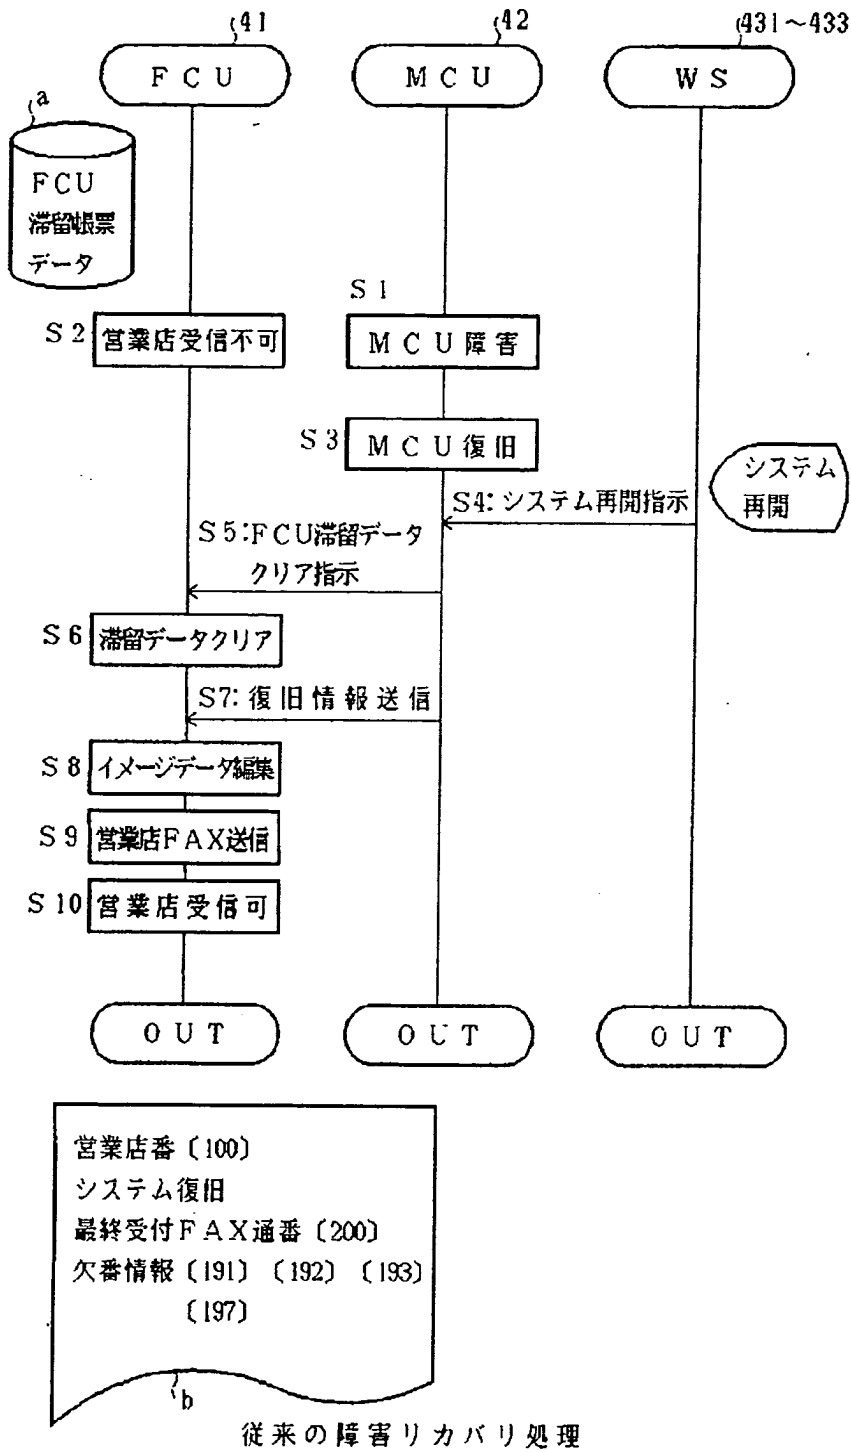 41
42
431～433
FCU
MCU
WS
a
FCU
滞留帳票
データ
S1
S2
営業店受信不可
MCU障害
S3
MCU復旧
システム
再開
S4:システム再開指示
S5:FCU滞留データ
クリア指示
S6
滞留データクリア
S7:復旧情報送信
S8
イメージデータ編集
S9
営業店FAX送信
S10
営業店受信可
OUT
OUT
OUT
営業店番〔100〕
システム復旧
最終受付FAX通番〔200〕
欠番情報〔191〕〔192〕〔193〕
〔197〕
b
従来の障害リカバリ処理